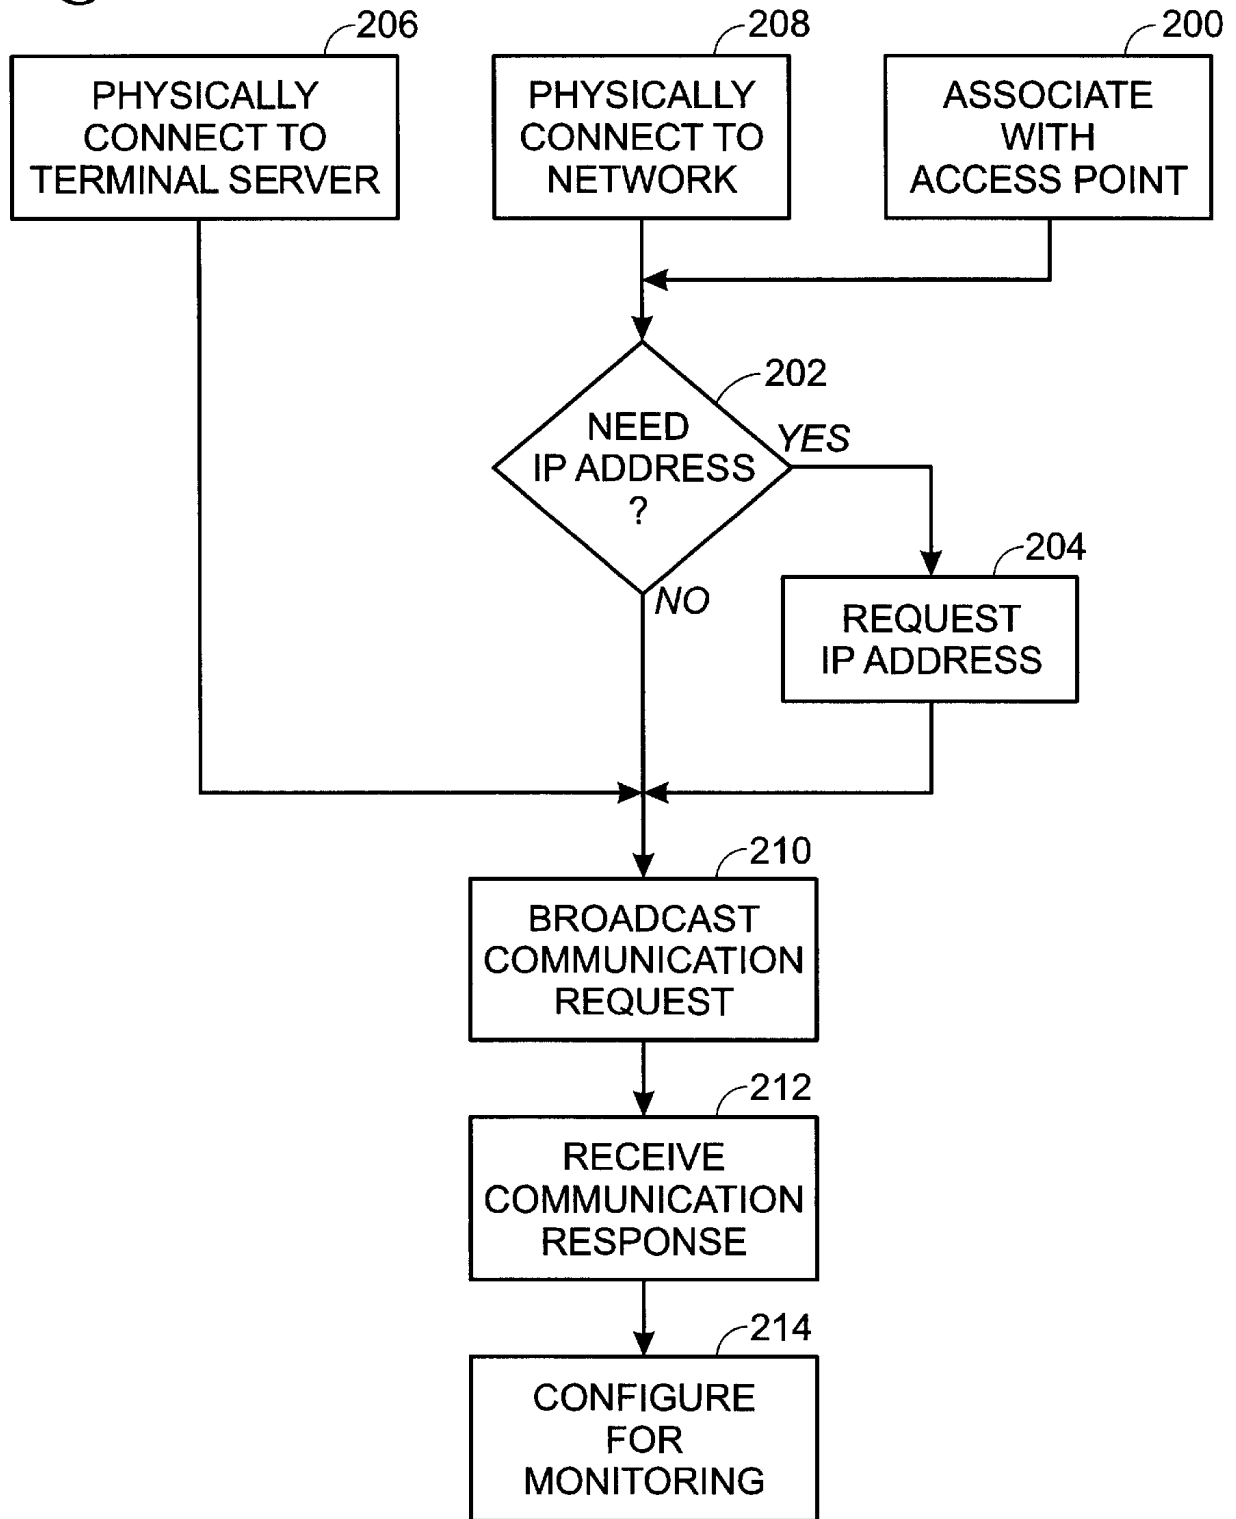 206
208
200
PHYSICALLY
CONNECT TO
TERMINAL SERVER
PHYSICALLY
CONNECT TO
NETWORK
ASSOCIATE
WITH
ACCESS POINT
202
NEED
IP ADDRESS
?
YES
204
NO
REQUEST
IP ADDRESS
210
BROADCAST
COMMUNICATION
REQUEST
212
RECEIVE
COMMUNICATION
RESPONSE
214
CONFIGURE
FOR
MONITORING